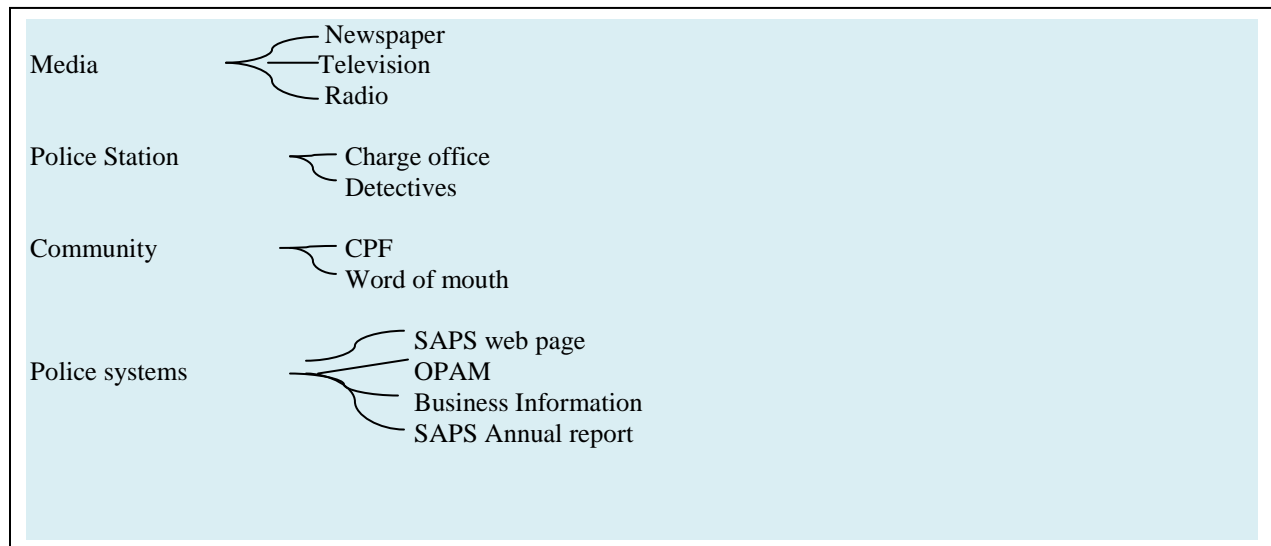 Newspaper
Media Television
Radio
Police Station Charge office
Detectives
Community CPF
Word of mouth
SAPS web page
Police systems OPAM
Business Information
SAPS Annual report